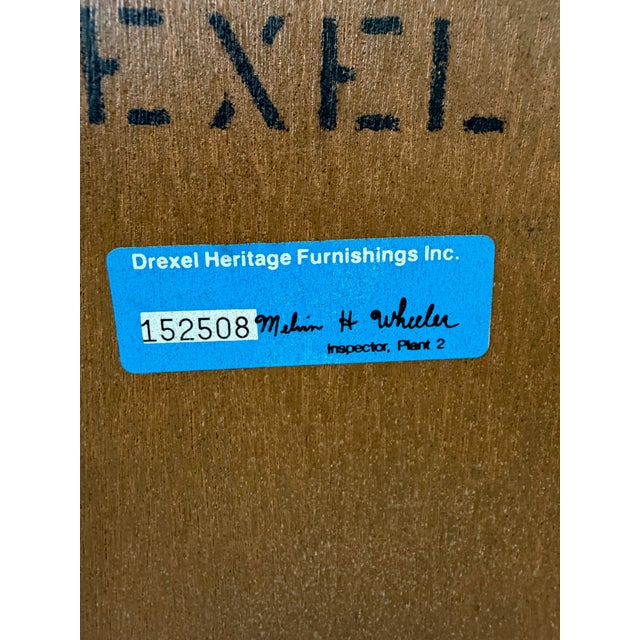 EXEL
Drexel Heritage Furnishings Inc.
152508 Melvin H Wheeler
Inspector, Plant 2